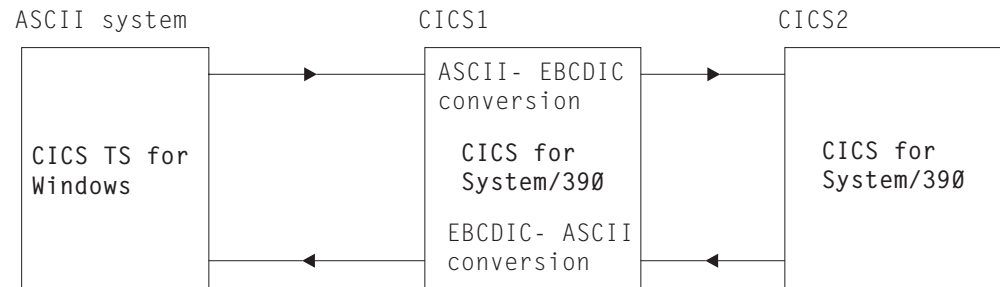 ASCII system
CICS1
CICS2
CICS TS for
Windows
ASCII- EBCDIC
conversion
CICS for
System/390
EBCDIC- ASCII
conversion
CICS for
System/390